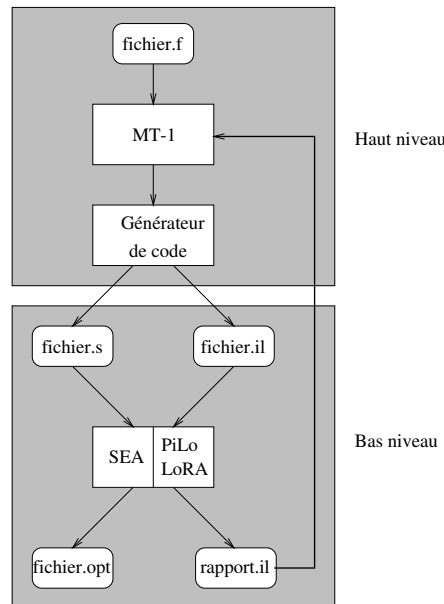 fichier.f
MT-1
Haut niveau
Générateur
de code
fichier.s
fichier.il
SEA
PiLo
LoRA
Bas niveau
fichier.opt
rapport.il